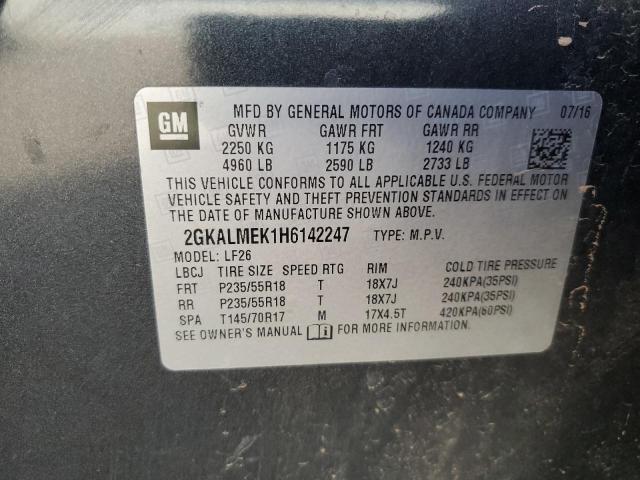 GM
MFD BY GENERAL MOTORS OF CANADA COMPANY 07/16
GVWR GAWR FRT GAWR RR
2250 KG 1175 KG 1240 KG
4960 LB 2590 LB 2733 LB
THIS VEHICLE CONFORMS TO ALL APPLICABLE U.S. FEDERAL MOTOR
VEHICLE SAFETY AND THEFT PREVENTION STANDARDS IN EFFECT ON
THE DATE OF MANUFACTURE SHOWN ABOVE.
2GKALMEK1H6142247 TYPE: M.P.V.
MODEL: LF26
LBCJ TIRE SIZE SPEED RTG RIM COLD TIRE PRESSURE
FRT P235/55R18 T 18X7J 240KPA(35PSI)
RR P235/55R18 T 18X7J 240KPA(35PSI)
SPA T145/70R17 M 17X4.5T 420KPA(60PSI)
SEE OWNER'S MANUAL FOR MORE INFORMATION.